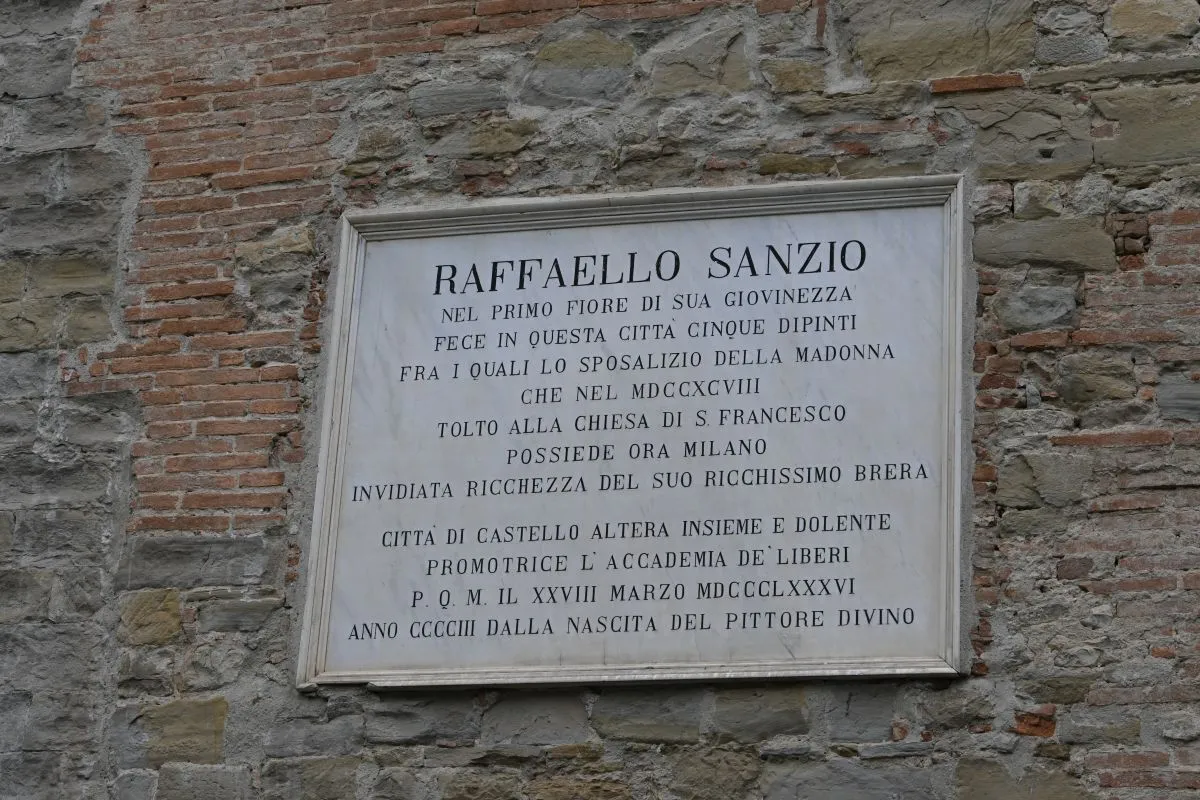 RAFFAELLO SANZIO
NEL PRIMO FIORE DI SUA GIOVINEZZA
FECE IN QUESTA CITTÀ CINQUE DIPINTI
FRA I QUALI LO SPOSALIZIO DELLA MADONNA
CHE NEL MDCCXCVIII
TOLTO ALLA CHIESA DI S. FRANCESCO
POSSIEDE ORA MILANO
INVIDIATA RICCHEZZA DEL SUO RICCHISSIMO BRERA
CITTÀ DI CASTELLO ALTERA INSIEME E DOLENTE
PROMOTRICE L'ACCADEMIA DE' LIBERI
P. Q. M. IL XXVIII MARZO MDCCCLXXXVI
ANNO CCCCIII DALLA NASCITA DEL PITTORE DIVINO